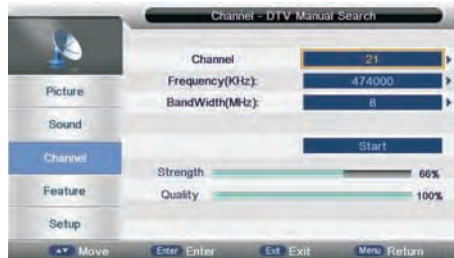 Channel - DTV Manual Search
Channel 21
Frequency(KHz): 474000
BandWidth(MHz): 8
Start
Strength 66%
Quality 100%
Picture
Sound
Channel
Feature
Setup
▲▼ Move Enter Enter Exit Exit Menu Return